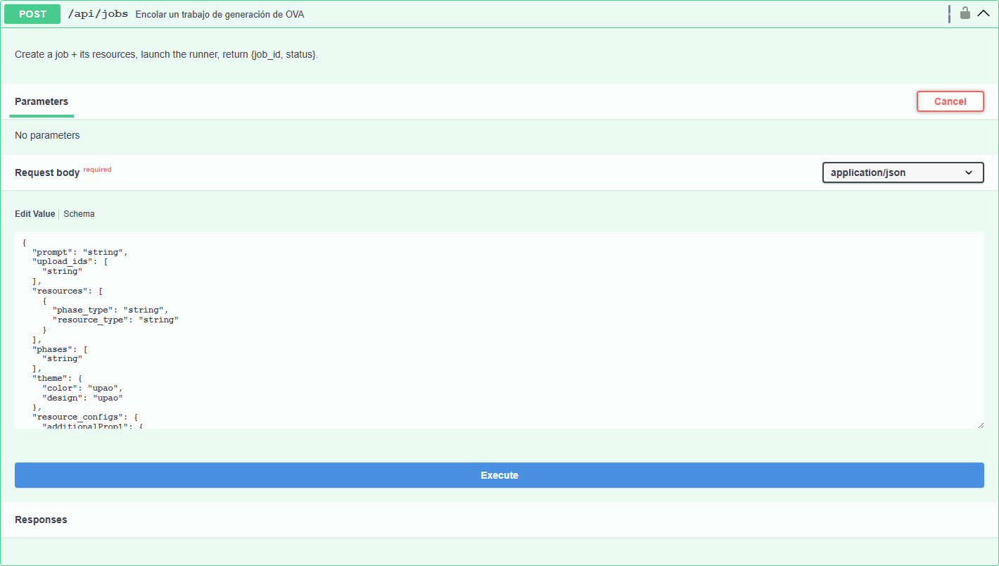 POST /api/jobs Encolar un trabajo de generación de OVA
Create a job + its resources, launch the runner, return {job_id, status}.
Parameters
Cancel
No parameters
Request body required
application/json
Edit Value | Schema
{
  "prompt": "string",
  "upload_ids": [
    "string"
  ],
  "resources": [
    {
      "phase_type": "string",
      "resource_type": "string"
    }
  ],
  "phases": [
    "string"
  ],
  "theme": {
    "color": "upao",
    "design": "upao"
  },
  "resource_configs": {
    "additionalProp1": {
Execute
Responses